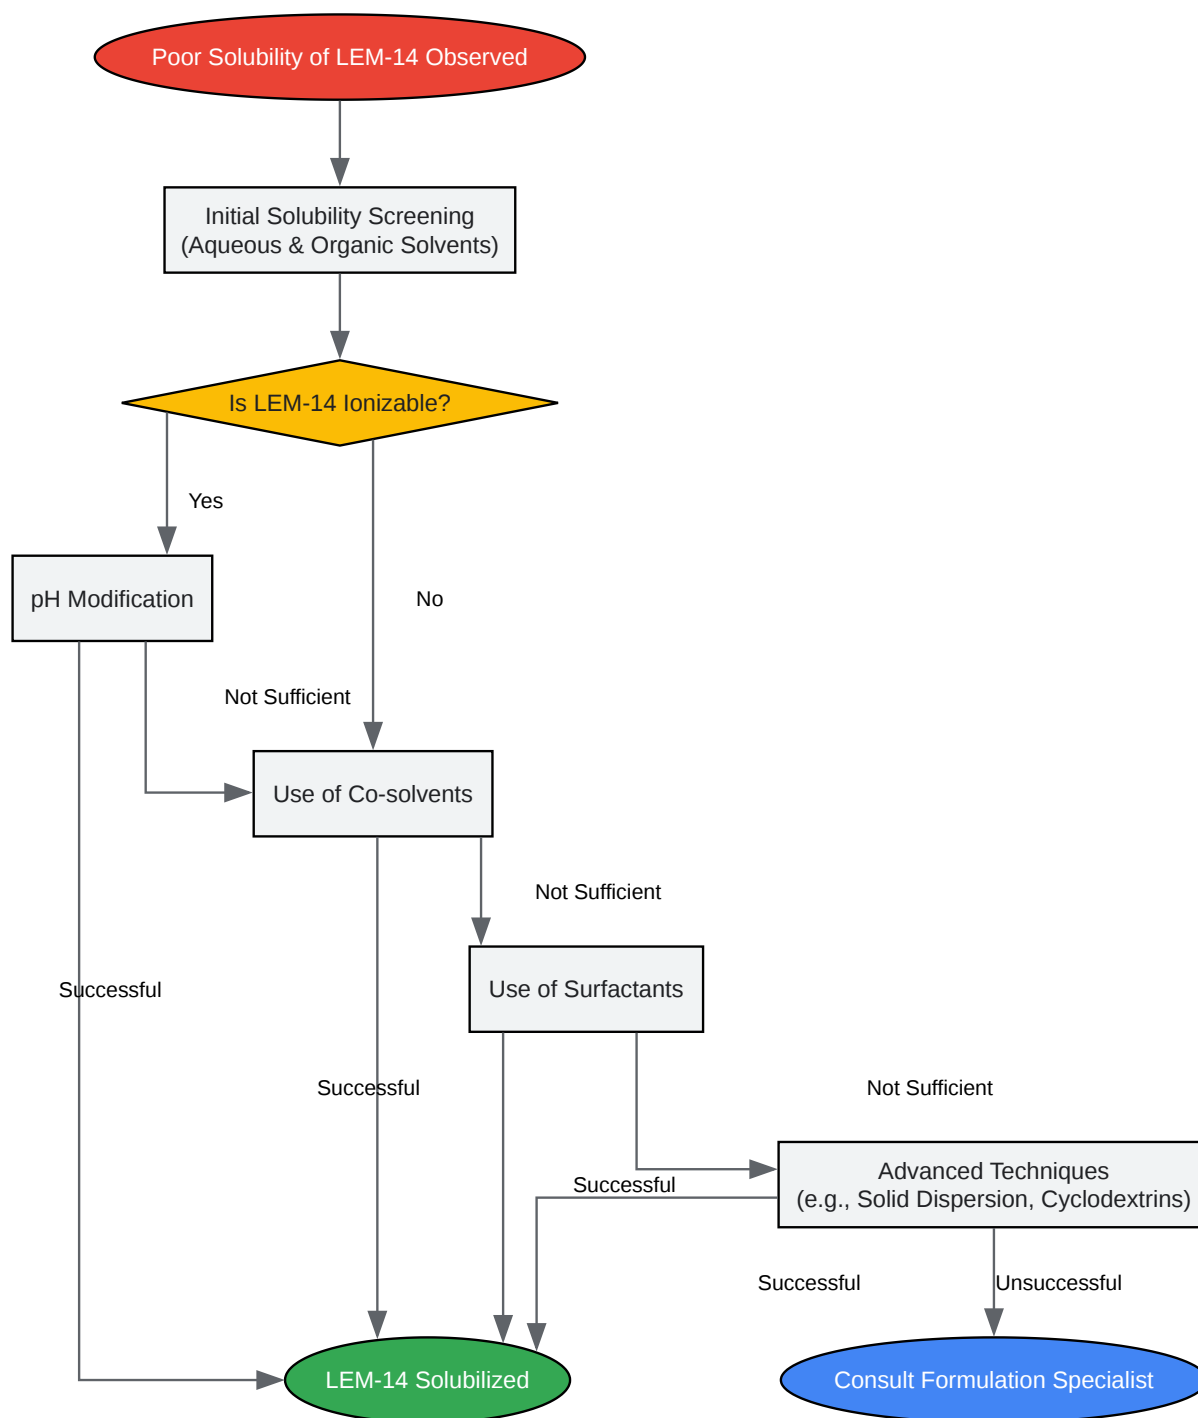 Poor Solubility of LEM-14 Observed
Initial Solubility Screening
(Aqueous & Organic Solvents)
Is LEM-14 Ionizable?
Yes
pH Modification
No
Not Sufficient
Use of Co-solvents
Not Sufficient
Use of Surfactants
Successful
Successful
Not Sufficient
Advanced Techniques
(e.g., Solid Dispersion, Cyclodextrins)
Successful
Successful
Unsuccessful
LEM-14 Solubilized
Consult Formulation Specialist